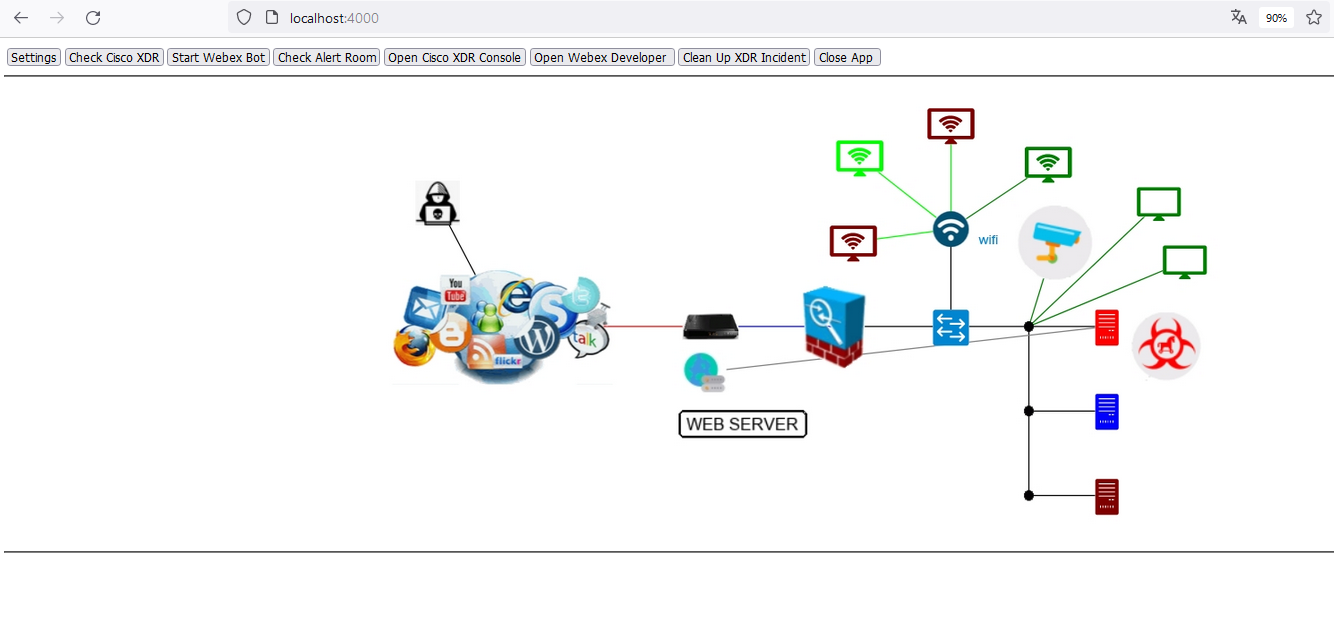 localhost:4000
90%
Settings Check Cisco XDR Start Webex Bot Check Alert Room Open Cisco XDR Console Open Webex Developer Clean Up XDR Incident Close App
wifi
You
Tube
talk
flickr
WEB SERVER